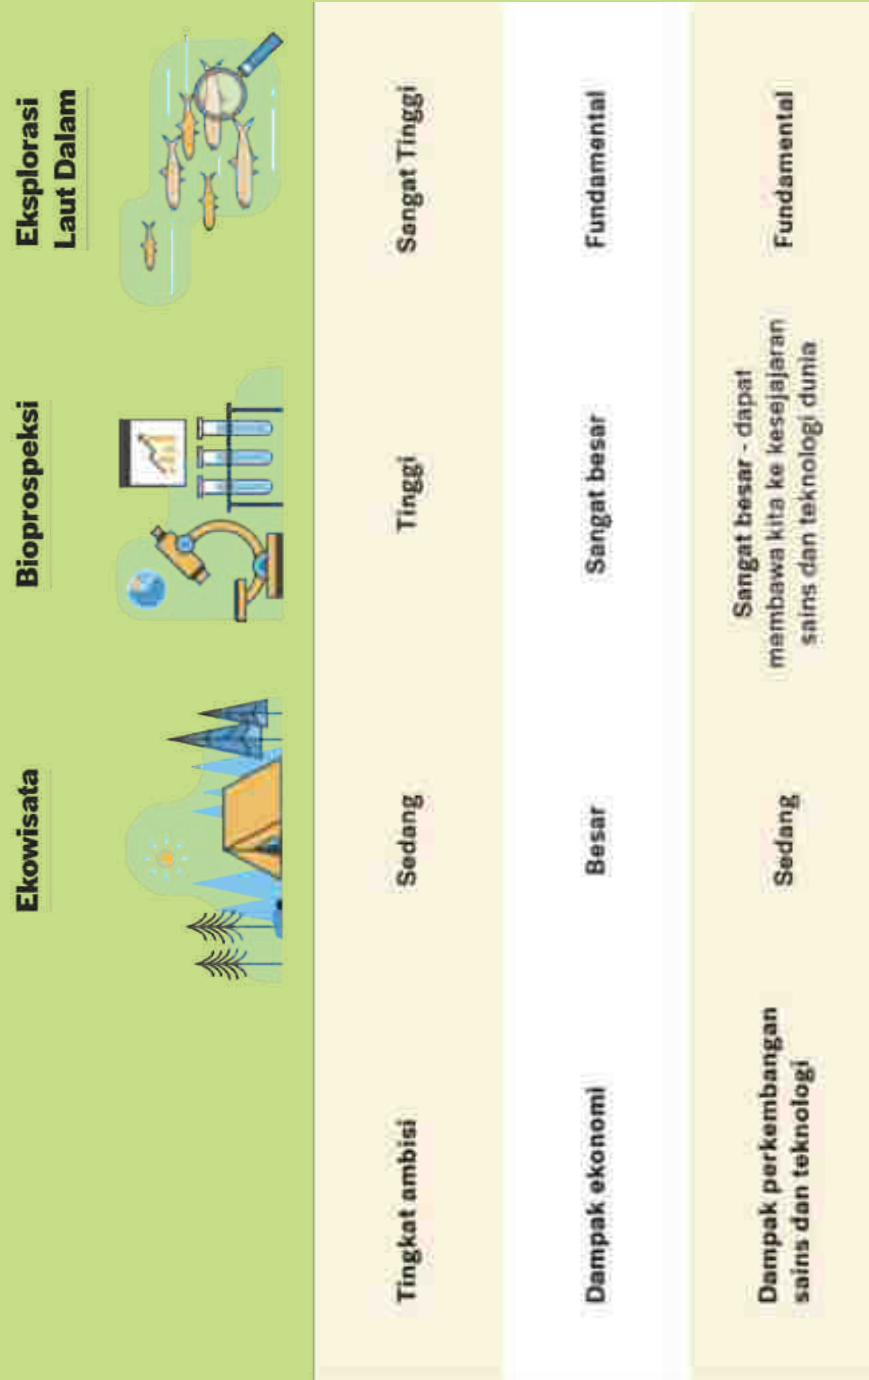 Ekowisata
Bioprospeksi
Eksplorasi
Laut Dalam
Tingkat ambisi
Sedang
Tinggi
Sangat Tinggi
Dampak ekonomi
Besar
Sangat besar
Fundamental
Dampak perkembangan
sains dan teknologi
Sedang
Sangat besar - dapat
membawa kita ke kesejajaran
sains dan teknologi dunia
Fundamental